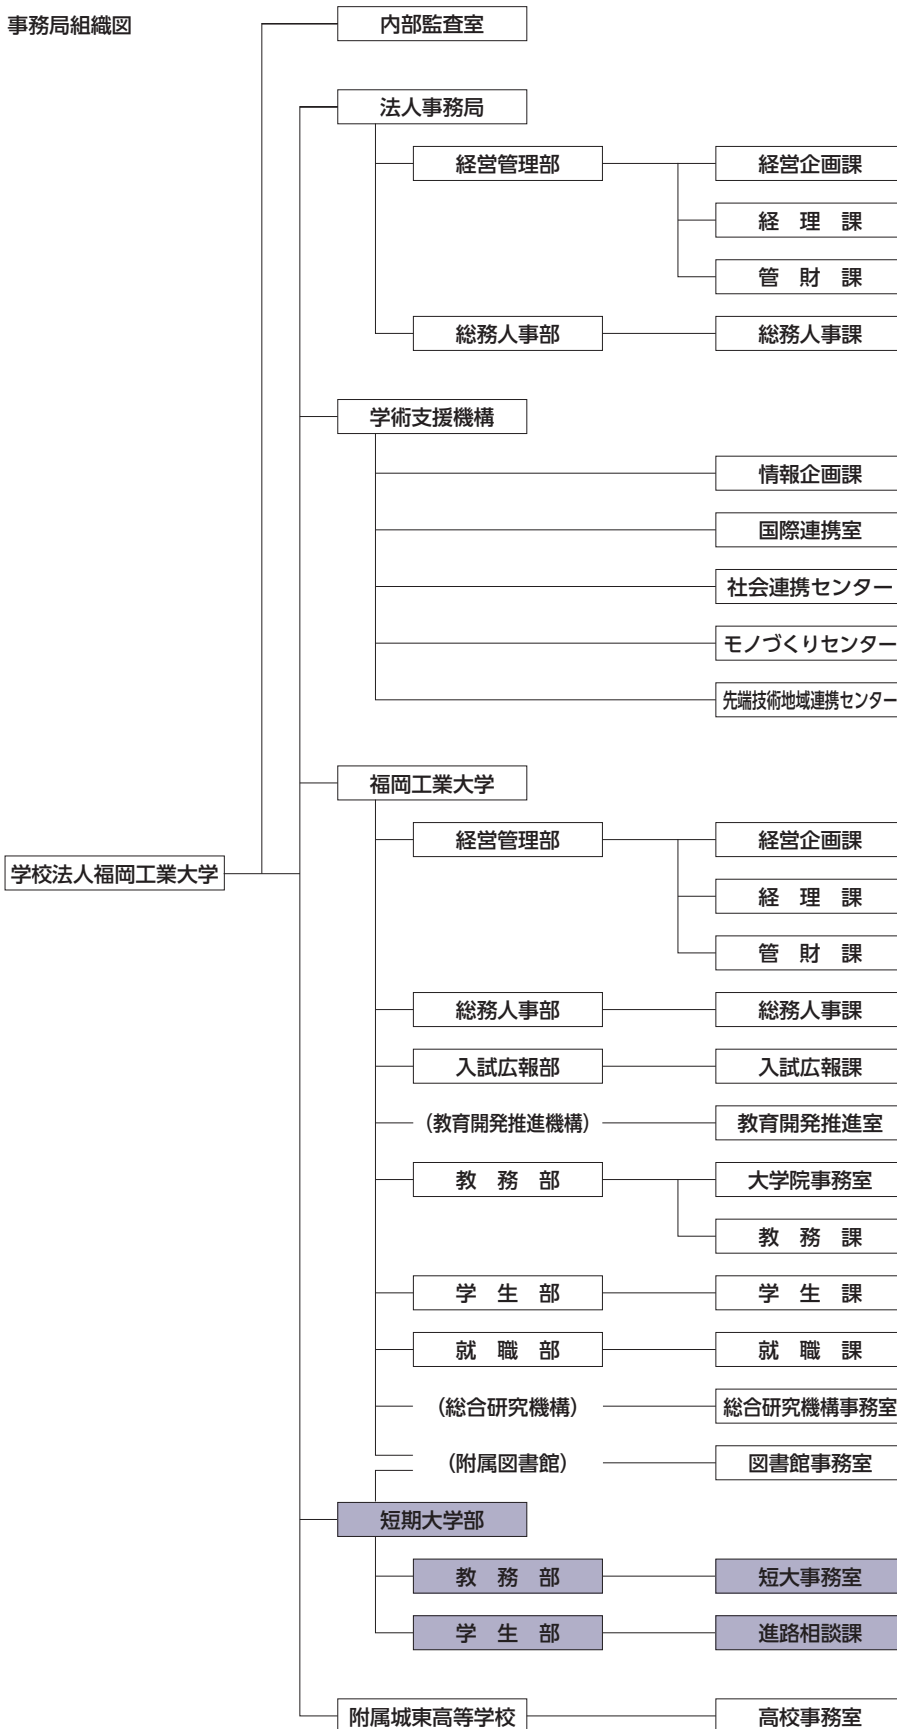 事務局組織図
内部監査室
法人事務局
経営管理部
経営企画課
経　理　課
管　財　課
総務人事部
総務人事課
学術支援機構
情報企画課
国際連携室
社会連携センター
モノづくりセンター
先端技術地域連携センター
福岡工業大学
経営管理部
経営企画課
学校法人福岡工業大学
経　理　課
管　財　課
総務人事部
総務人事課
入試広報部
入試広報課
（教育開発推進機構）
教育開発推進室
教　務　部
大学院事務室
教　務　課
学　生　部
学　生　課
就　職　部
就　職　課
（総合研究機構）
総合研究機構事務室
（附属図書館）
図書館事務室
短期大学部
教　務　部
短大事務室
学　生　部
進路相談課
附属城東高等学校
高校事務室